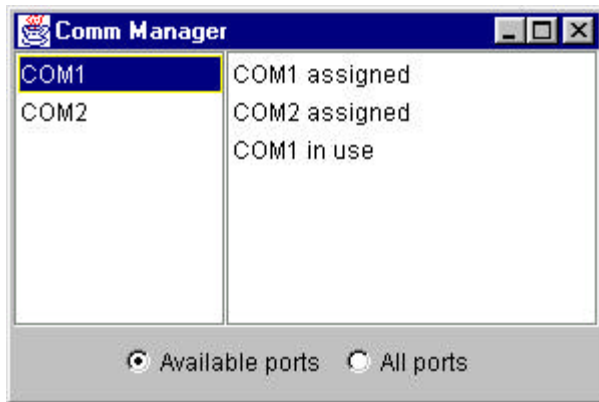 Comm Manager
COM1
COM2
COM1 assigned
COM2 assigned
COM1 in use
Available ports All ports